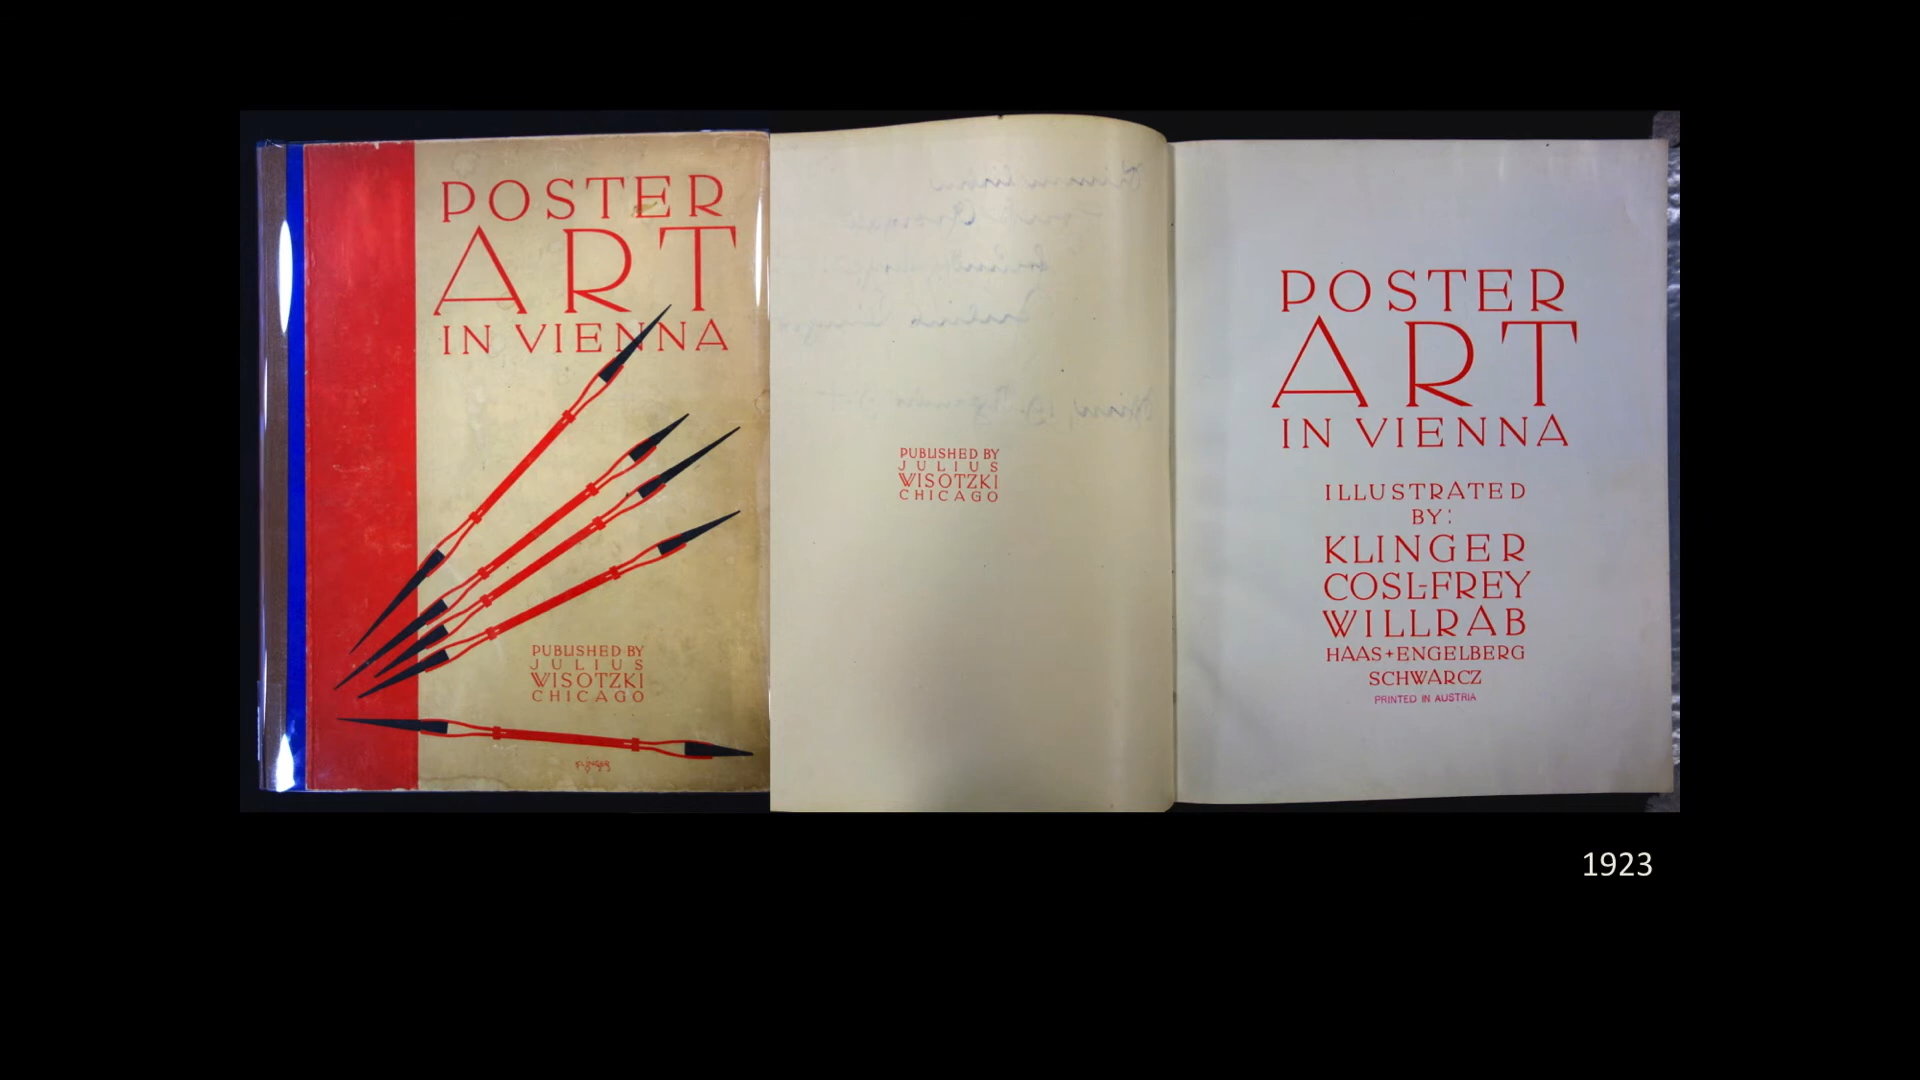 POSTER
ART
IN VIENNA
PUBLISHED BY
JULIUS
WISOTZKI
CHICAGO
KLINGER
PUBLISHED BY
JULIUS
WISOTZKI
CHICAGO
POSTER
ART
IN VIENNA
ILLUSTRATED
BY:
KLINGER
COSL-FREY
WILLRAB
HAAS+ENGELBERG
SCHWARCZ
PRINTED IN AUSTRIA
1923